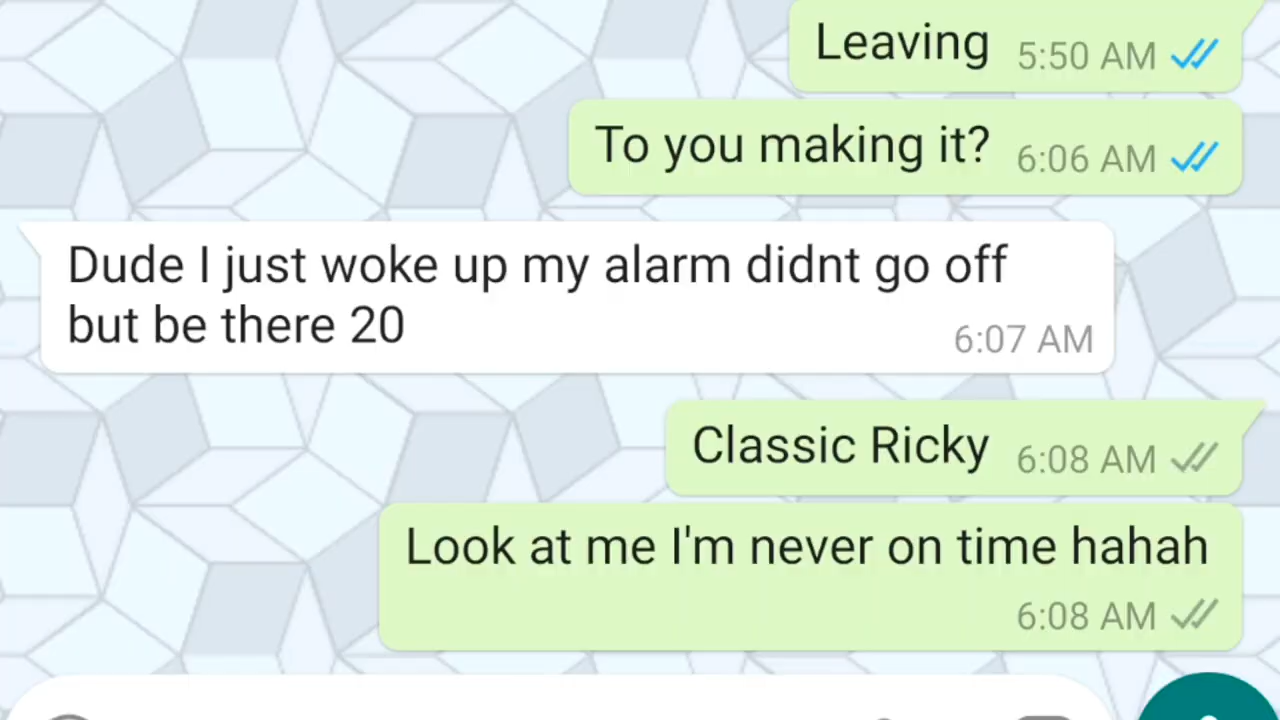 Leaving 5:50 AM
To you making it? 6:06 AM
Dude I just woke up my alarm didnt go off
but be there 20
6:07 AM
Classic Ricky 6:08 AM
Look at me I'm never on time hahah
6:08 AM